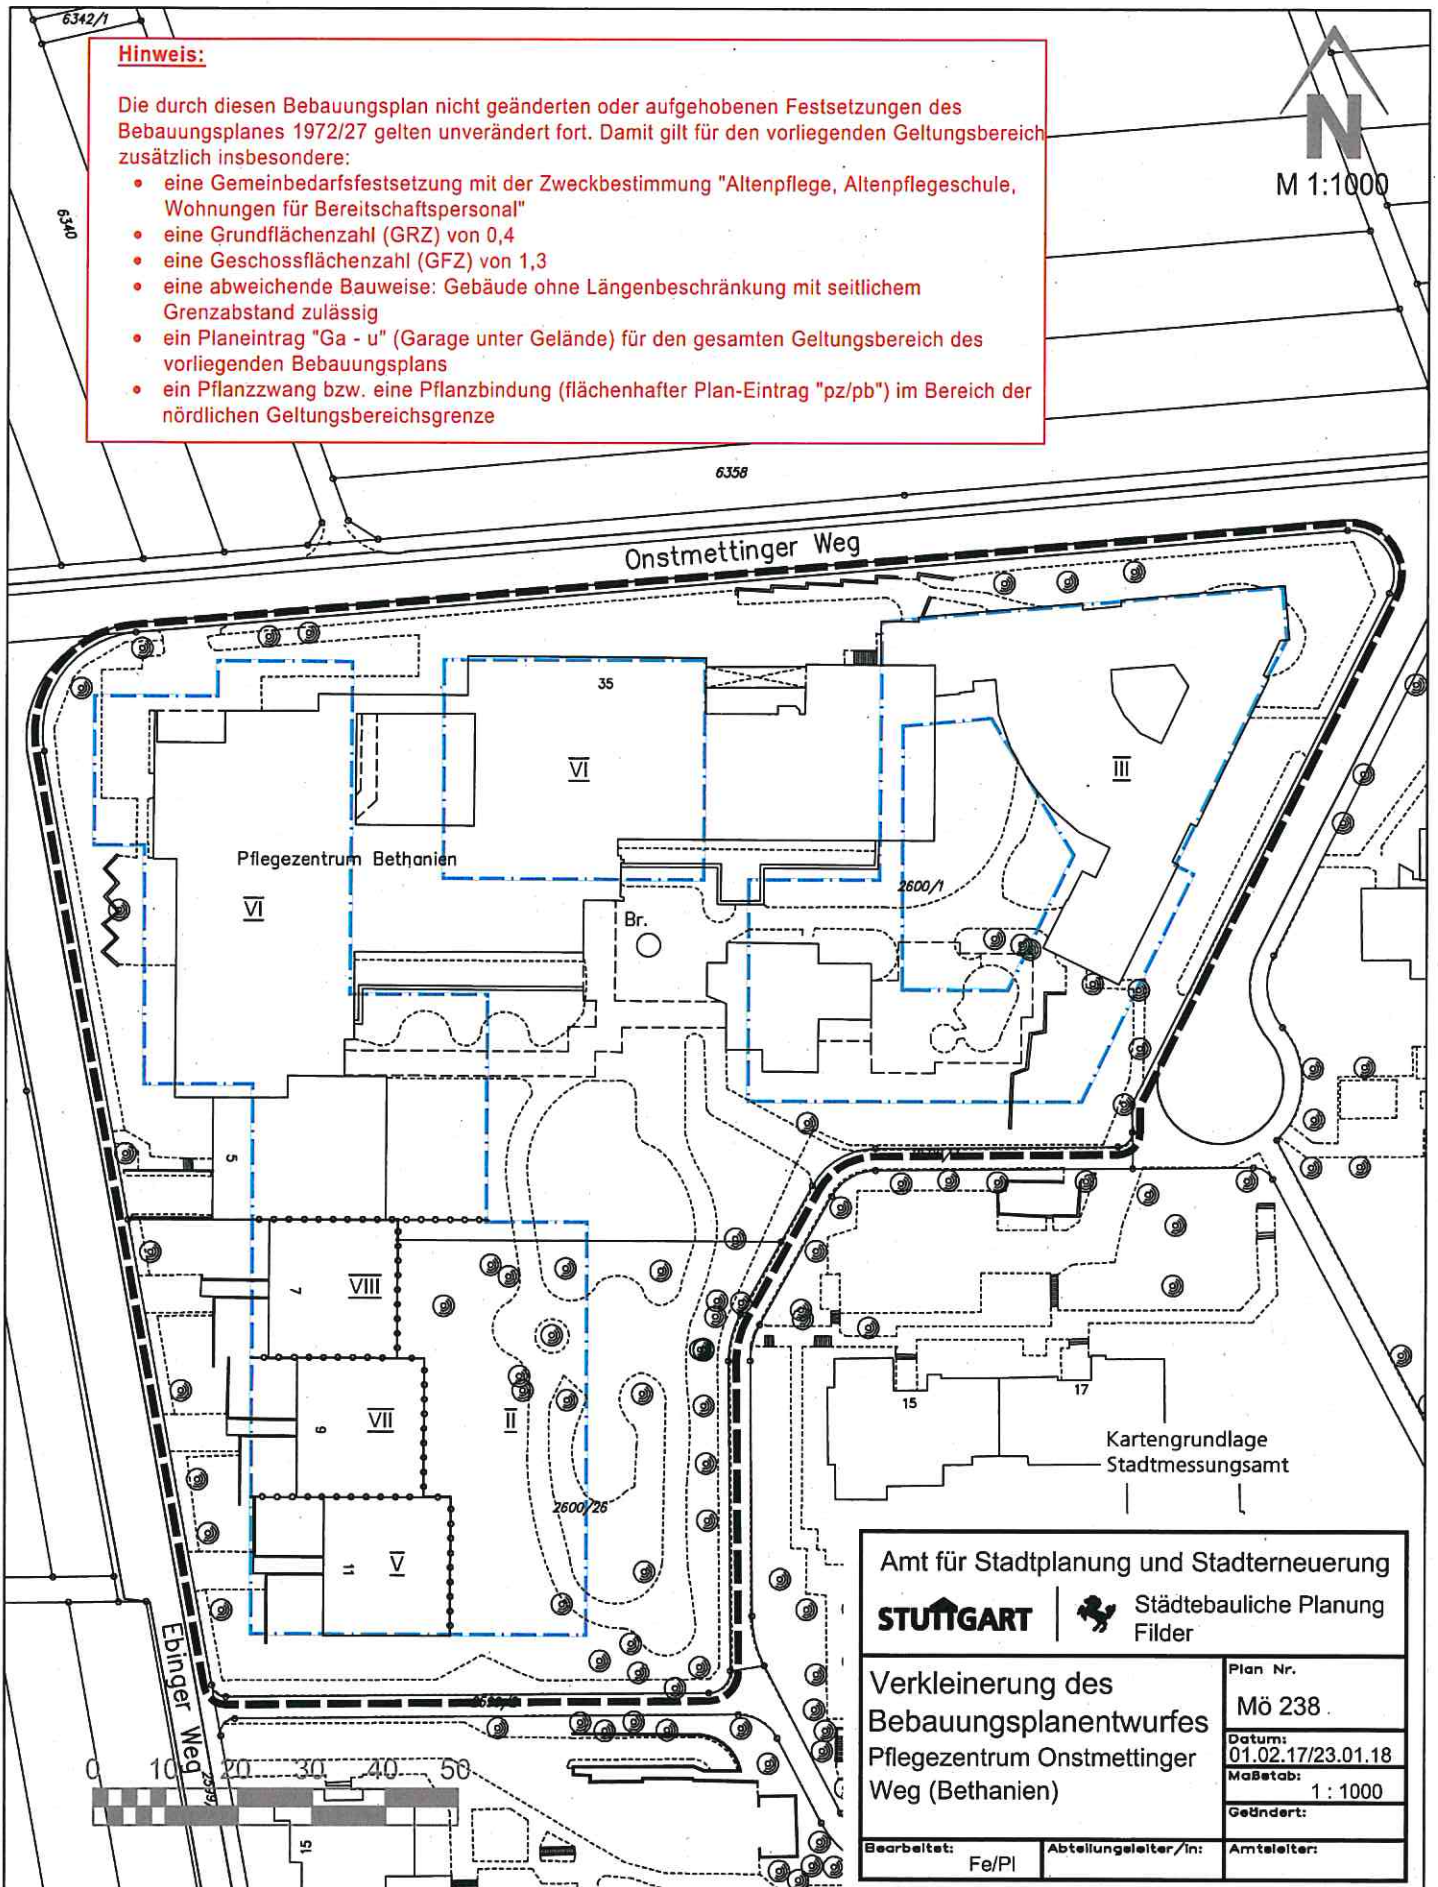 6342/1
Hinweis:
Die durch diesen Bebauungsplan nicht geänderten oder aufgehobenen Festsetzungen des
Bebauungsplanes 1972/27 gelten unverändert fort. Damit gilt für den vorliegenden Geltungsbereich
zusätzlich insbesondere:
• eine Gemeinbedarfsfestsetzung mit der Zweckbestimmung "Altenpflege, Altenpflegeschule,
Wohnungen für Bereitschaftspersonal"
• eine Grundflächenzahl (GRZ) von 0,4
• eine Geschossflächenzahl (GFZ) von 1,3
• eine abweichende Bauweise: Gebäude ohne Längenbeschränkung mit seitlichem
Grenzabstand zulässig
• ein Planeintrag "Ga - u" (Garage unter Gelände) für den gesamten Geltungsbereich des
vorliegenden Bebauungsplans
• ein Pflanzzwang bzw. eine Pflanzbindung (flächenhafter Plan-Eintrag "pz/pb") im Bereich der
nördlichen Geltungsbereichsgrenze
N
M 1:1000
6340
6358
Onstmettinger Weg
35
VI
III
Pflegezentrum Bethanien
VI
2600/1
Br.
5
7
VIII
9
VII
II
11
V
2600/26
15
17
Kartengrundlage
Stadtmessungsamt
Ebinger Weg
0 10 20 30 40 50
15
Amt für Stadtplanung und Stadterneuerung
STUTTGART
Städtebauliche Planung
Filder
Verkleinerung des
Bebauungsplanentwurfes
Pflegezentrum Onstmettinger
Weg (Bethanien)
Plan Nr.
Mö 238
Datum:
01.02.17/23.01.18
Maßstab:
1 : 1000
Geändert:
Bearbeitet:
Fe/Pl
Abteilungsleiter/in:
Amtsleiter: